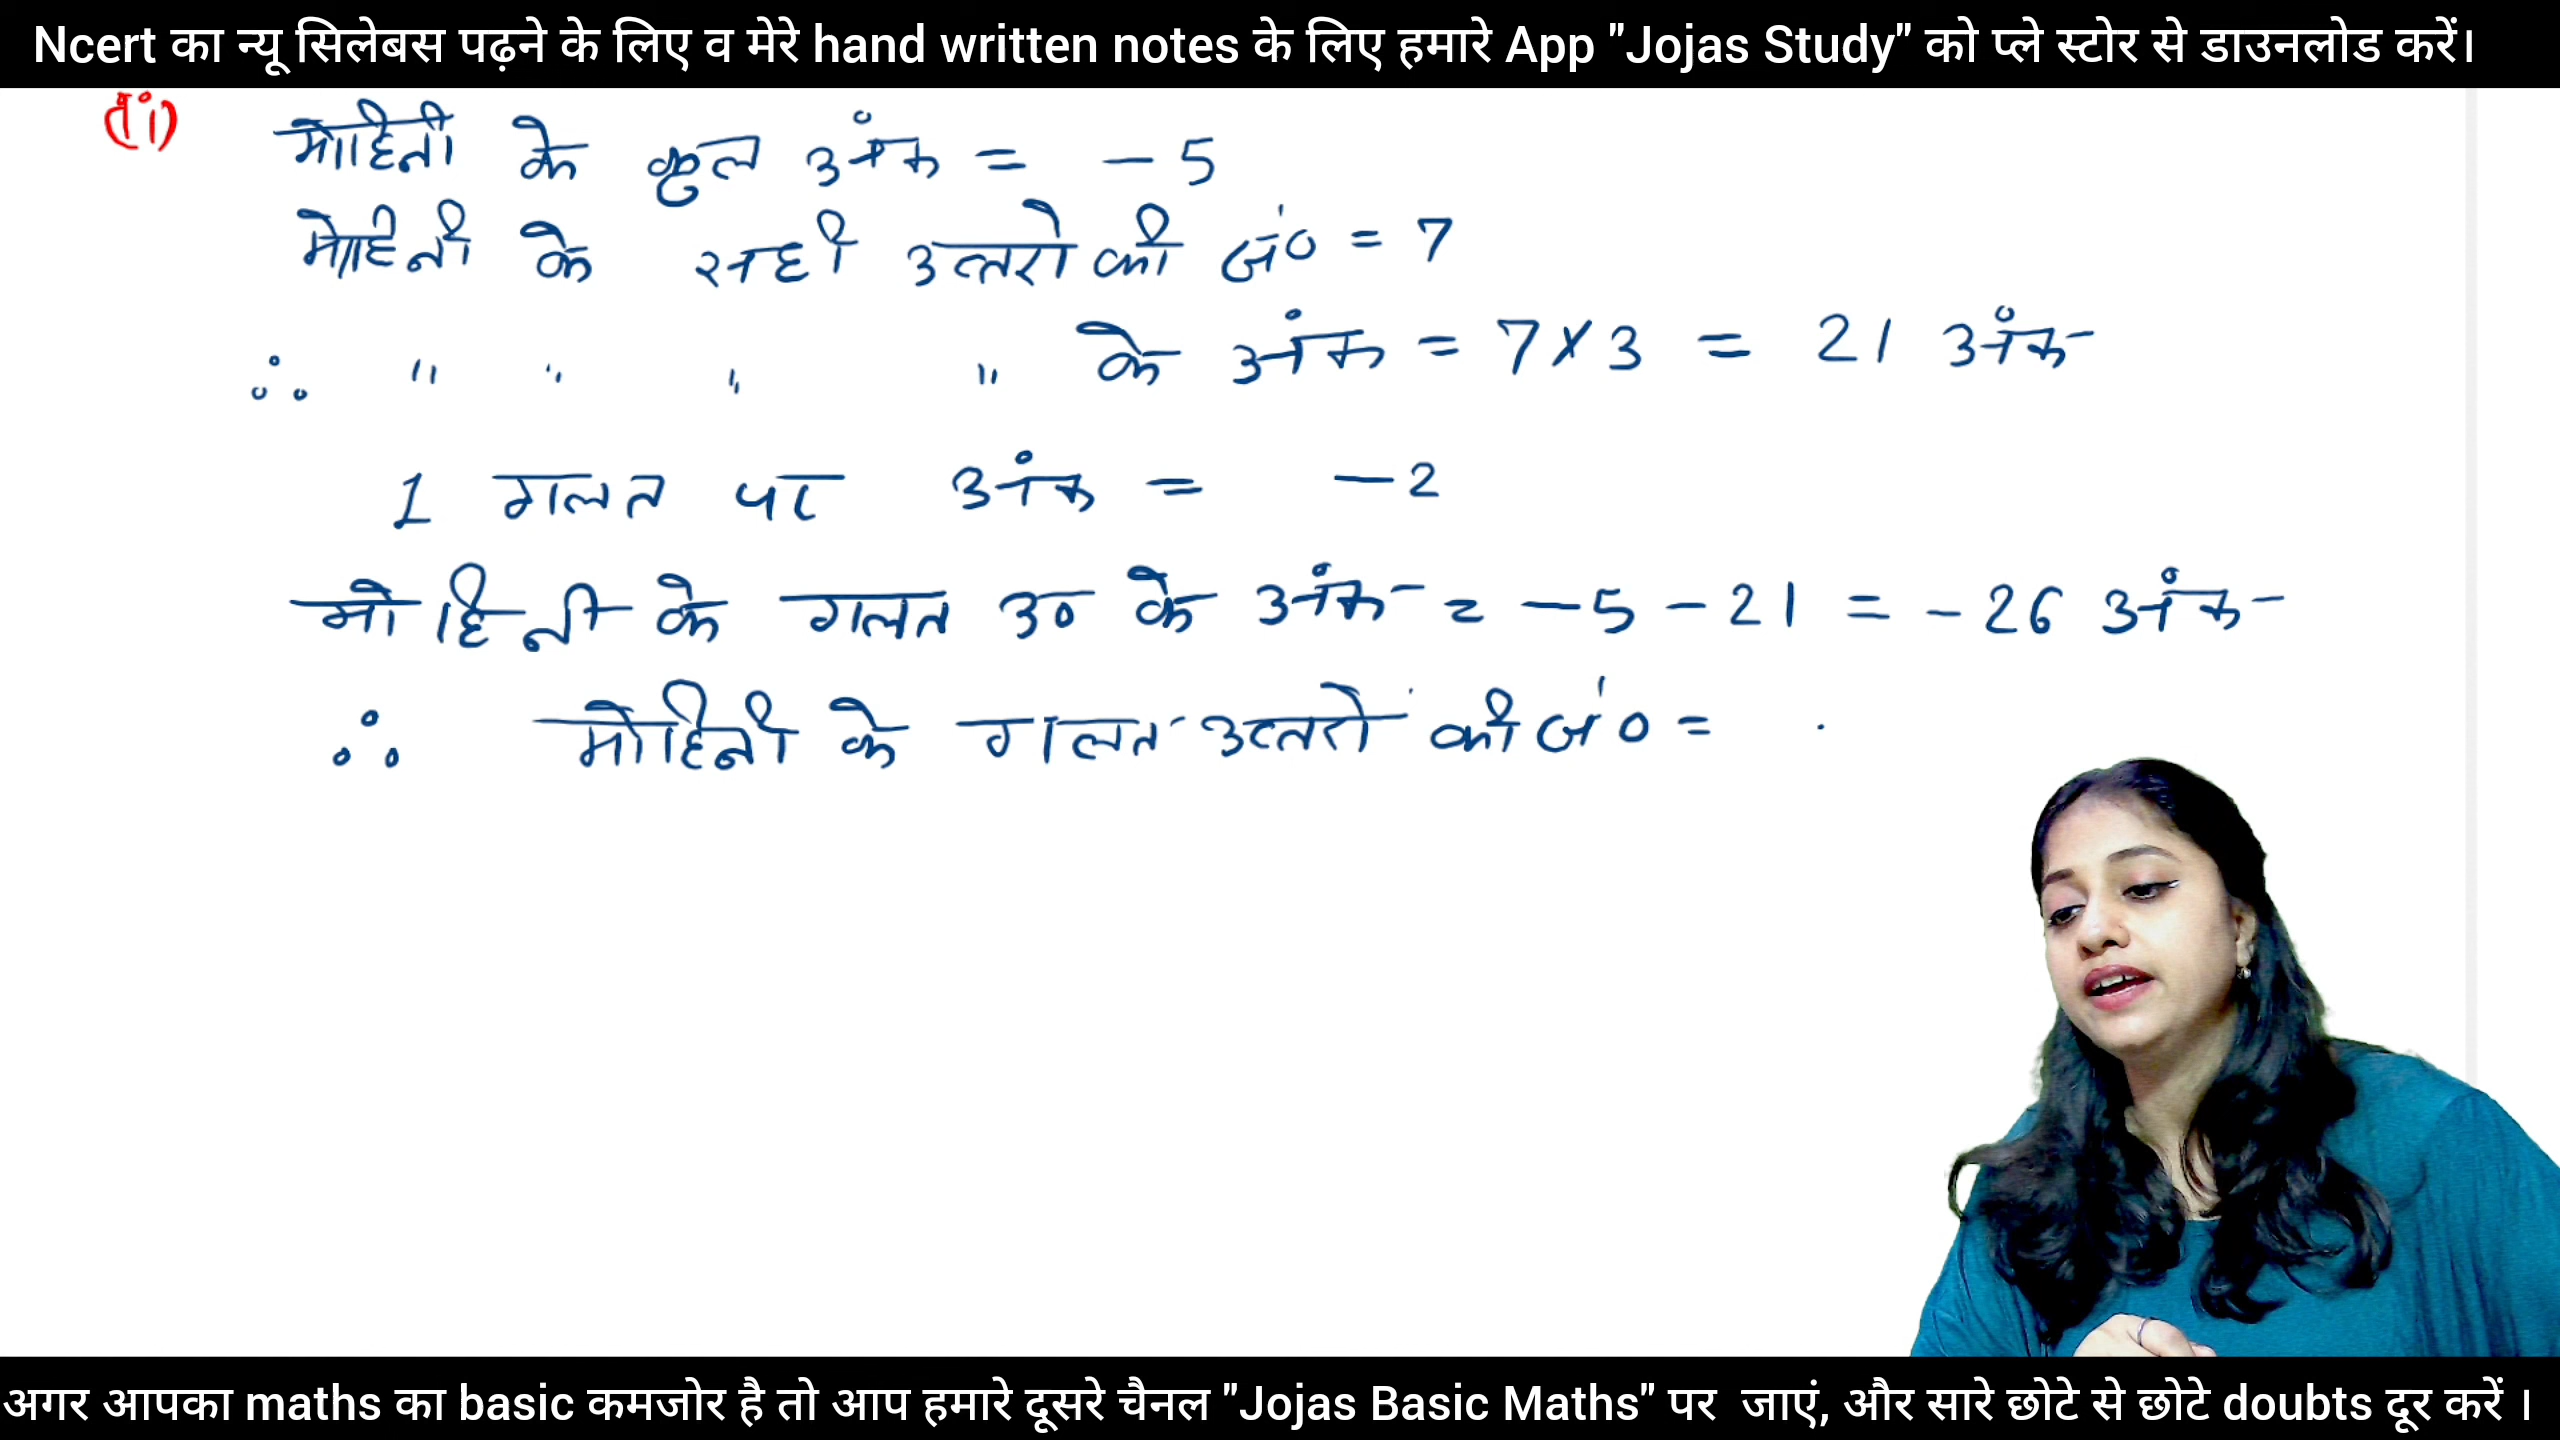 Ncert का न्यू सिलेबस पढ़ने के लिए व मेरे hand written notes के लिए हमारे App "Jojas Study" को प्ले स्टोर से डाउनलोड करें।
(ii) मोहिनी के कुल अंक = - 5
मोहिनी के सही उत्तरो की सं० = 7
∴ " " " " के अंक = 7 × 3 = 21 अंक
1 गलत पर अंक = - 2
मोहिनी के गलत उ० के अंक = - 5 - 21 = - 26 अंक
∴ मोहिनी के गलत उत्तरो की सं० =
अगर आपका maths का basic कमजोर है तो आप हमारे दूसरे चैनल "Jojas Basic Maths" पर जाएं, और सारे छोटे से छोटे doubts दूर करें ।